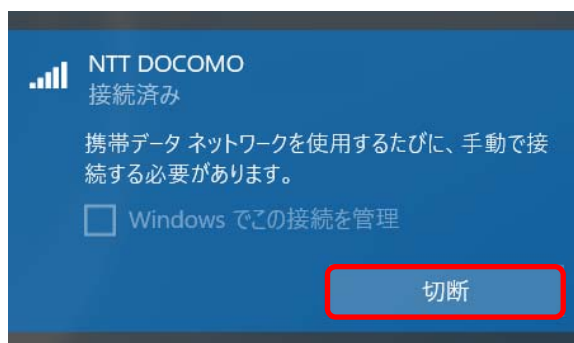 NTT DOCOMO
接続済み
携帯データ ネットワークを使用するたびに、手動で接
続する必要があります。
Windows でこの接続を管理
切断